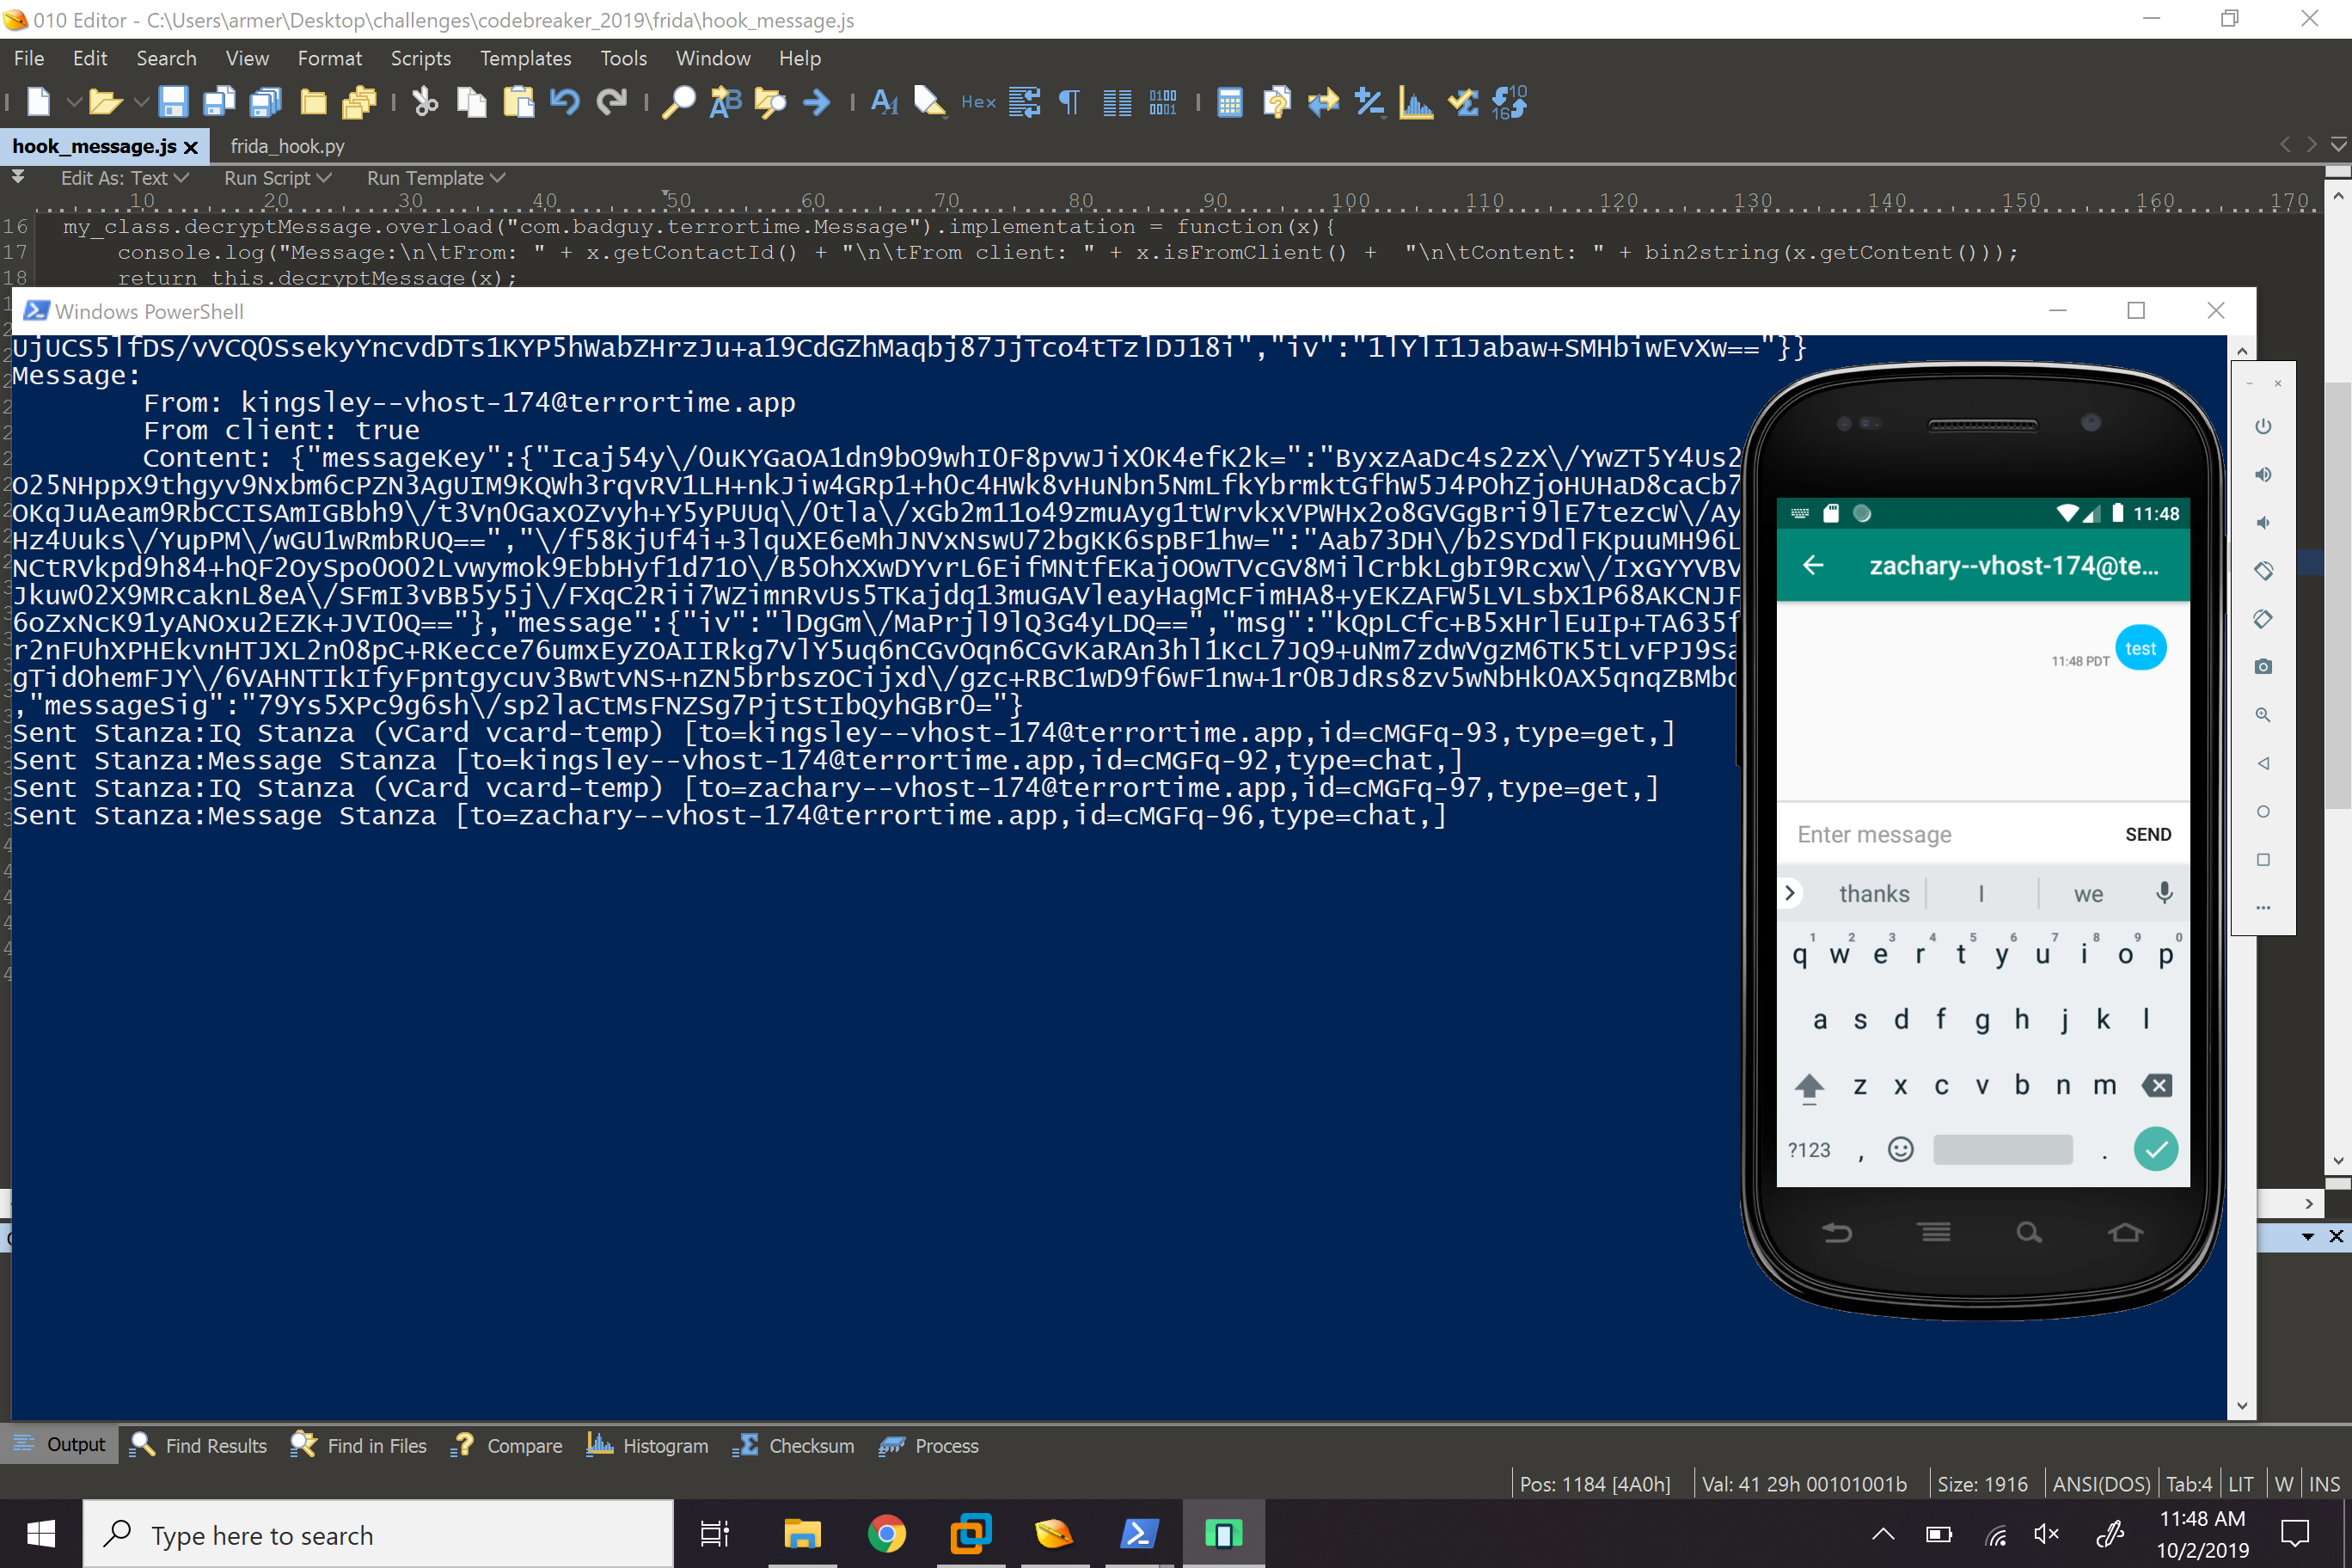 010 Editor - C:\Users\armer\Desktop\challenges\codebreaker_2019\frida\hook_message.js
File Edit Search View Format Scripts Templates Tools Window Help
Hex
hook_message.js frida_hook.py
Edit As: Text Run Script Run Template
10 20 30 40 50 60 70 80 90 100 110 120 130 140 150 160 170
16 my_class.decryptMessage.overload("com.badguy.terrortime.Message").implementation = function(x){
17 console.log("Message:\n\tFrom: " + x.getContactId() + "\n\tFrom client: " + x.isFromClient() + "\n\tContent: " + bin2string(x.getContent()));
18 return this.decryptMessage(x);
Windows PowerShell
UjUCS5lfDS/vVCQ0SsekyYncvdDTs1KYP5hWabZHrzJu+a19CdGZhMaqbj87JjTco4tTzlDJ18i","iv":"1lYlI1Jabaw+SMHbiwEvXw=="}}
Message:
From: kingsley--vhost-174@terrortime.app
From client: true
Content: {"messageKey":{"Icaj54y\/0uKYGaOA1dn9bO9whI0F8pvwJiX0K4efK2k=":"ByxzAaDc4s2zX\/YwZT5Y4Us2
O25NHppX9thgyv9Nxbm6cPZN3AgUIM9KQWh3rqvRV1LH+nkJiw4GRp1+h0c4HWk8vHuNbn5NmLfkYbrmktGfhW5J4POhZjoHUHaD8caCb7
OKqJuAeam9RbCCISAmIGBbh9\/t3Vn0GaxOZvyh+Y5yPUUq\/0tla\/xGb2m11o49zmuAyg1tWrvkxVPWHx2o8GVGgBri9lE7tezcW\/Ay
Hz4Uuks\/YupPM\/wGU1wRmbRUQ==","\/f58KjUf4i+3lquXE6eMhJNVxNswU72bgKK6spBF1hw=":"Aab73DH\/b2SYDdlFKpuuMH96L
NCtRVkpd9h84+hQF2OySpo0O02Lvwymok9EbbHyf1d71O\/B5OhXXwDYvrL6EifMNtfEKajOOwTVcGV8MilCrbkLgbI9Rcxw\/IxGYYVBV
Jkuw02X9MRcaknL8eA\/SFmI3vBB5y5j\/FXqC2Rii7WZimnRvUs5TKajdq13muGAVleayHagMcFimHA8+yEKZAFW5LVLsbX1P68AKCNJF
6oZxNcK91yANOxu2EZK+JVI0Q=="},"message":{"iv":"lDgGm\/MaPrjl9lQ3G4yLDQ==","msg":"kQpLCfc+B5xHrlEuIp+TA635f
r2nFUhXPHEkvnHTJXL2n08pC+RKecce76umxEyZOAIIRkg7VlY5uq6nCGvOqn6CGvKaRAn3hl1KcL7JQ9+uNm7zdwVgzM6TK5tLvFPJ9Sa
gTidOhemFJY\/6VAHNTIkIfyFpntgycuv3BwtvNS+nZN5brbszOCijxd\/gzc+RBC1wD9f6wF1nw+1r0BJdRs8zv5wNbHk0AX5qnqZBMbc
,"messageSig":"79Ys5XPc9g6sh\/sp2laCtMsFNZSg7PjtStIbQyhGBr0="}
Sent Stanza:IQ Stanza (vCard vcard-temp) [to=kingsley--vhost-174@terrortime.app,id=cMGFq-93,type=get,]
Sent Stanza:Message Stanza [to=kingsley--vhost-174@terrortime.app,id=cMGFq-92,type=chat,]
Sent Stanza:IQ Stanza (vCard vcard-temp) [to=zachary--vhost-174@terrortime.app,id=cMGFq-97,type=get,]
Sent Stanza:Message Stanza [to=zachary--vhost-174@terrortime.app,id=cMGFq-96,type=chat,]
11:48
zachary--vhost-174@te...
test
11:48 PDT
Enter message SEND
thanks I we
1 2 3 4 5 6 7 8 9 0
q w e r t y u i o p
a s d f g h j k l
z x c v b n m
?123 , .
Output Find Results Find in Files Compare Histogram Checksum Process
Pos: 1184 [4A0h] Val: 41 29h 00101001b Size: 1916 ANSI(DOS) Tab:4 LIT W INS
Type here to search
11:48 AM
10/2/2019